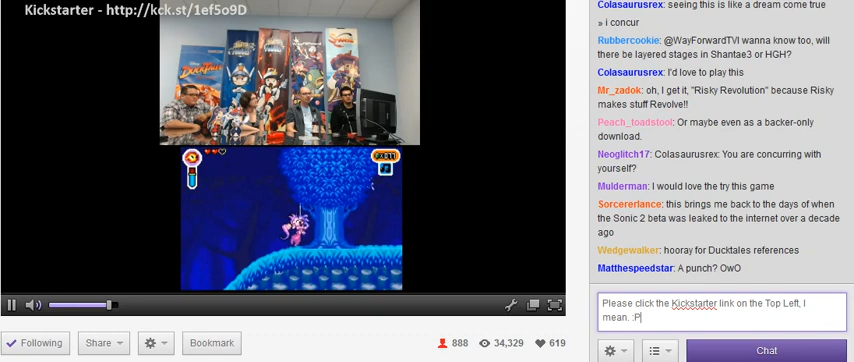 Kickstarter - http://kck.st/1ef5o9D
DUCKTALES
PART1
Following
Share
Bookmark
888
34,329
619
Colasaurusrex: seeing this is like a dream come true
» i concur
Rubbercookie: @WayForwardTVI wanna know too, will
there be layered stages in Shantae3 or HGH?
Colasaurusrex: I'd love to play this
Mr_zadok: oh, I get it, "Risky Revolution" because Risky
makes stuff Revolve!!
Peach_toadstool: Or maybe even as a backer-only
download.
Neoglitch17: Colasaurusrex: You are concurring with
yourself?
Mulderman: I would love the try this game
Sorcererlance: this brings me back to the days of when
the Sonic 2 beta was leaked to the internet over a decade
ago
Wedgewalker: hooray for Ducktales references
Matthespeedstar: A punch? OwO
Please click the Kickstarter link on the Top Left, I
mean. :P
Chat